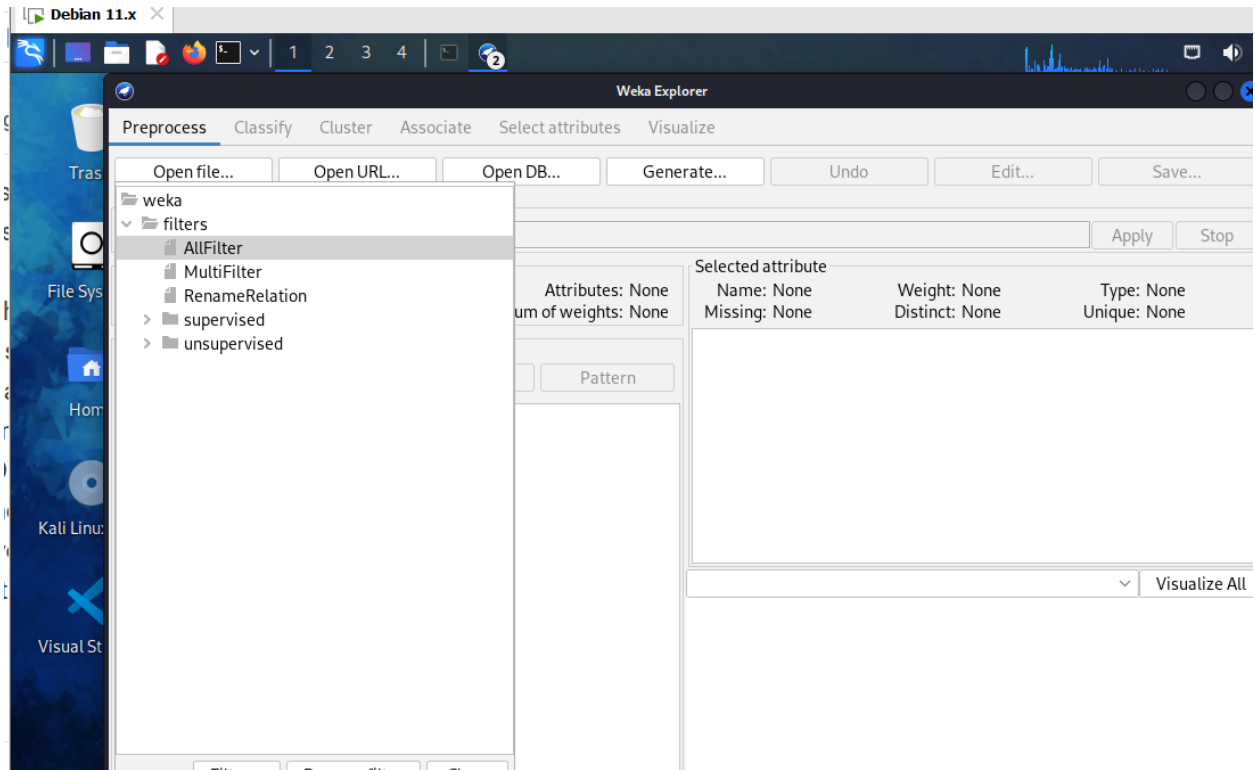 Debian 11.x
1 2 3 4
2
Weka Explorer
Preprocess Classify Cluster Associate Select attributes Visualize
Open file... Open URL... Open DB... Generate... Undo Edit... Save...
weka
filters
AllFilter
MultiFilter
RenameRelation
supervised
unsupervised
Apply Stop
Attributes: None
um of weights: None
Selected attribute
Name: None Weight: None Type: None
Missing: None Distinct: None Unique: None
Pattern
Visualize All
Tras
File Sys
Hom
Kali Linu
Visual St